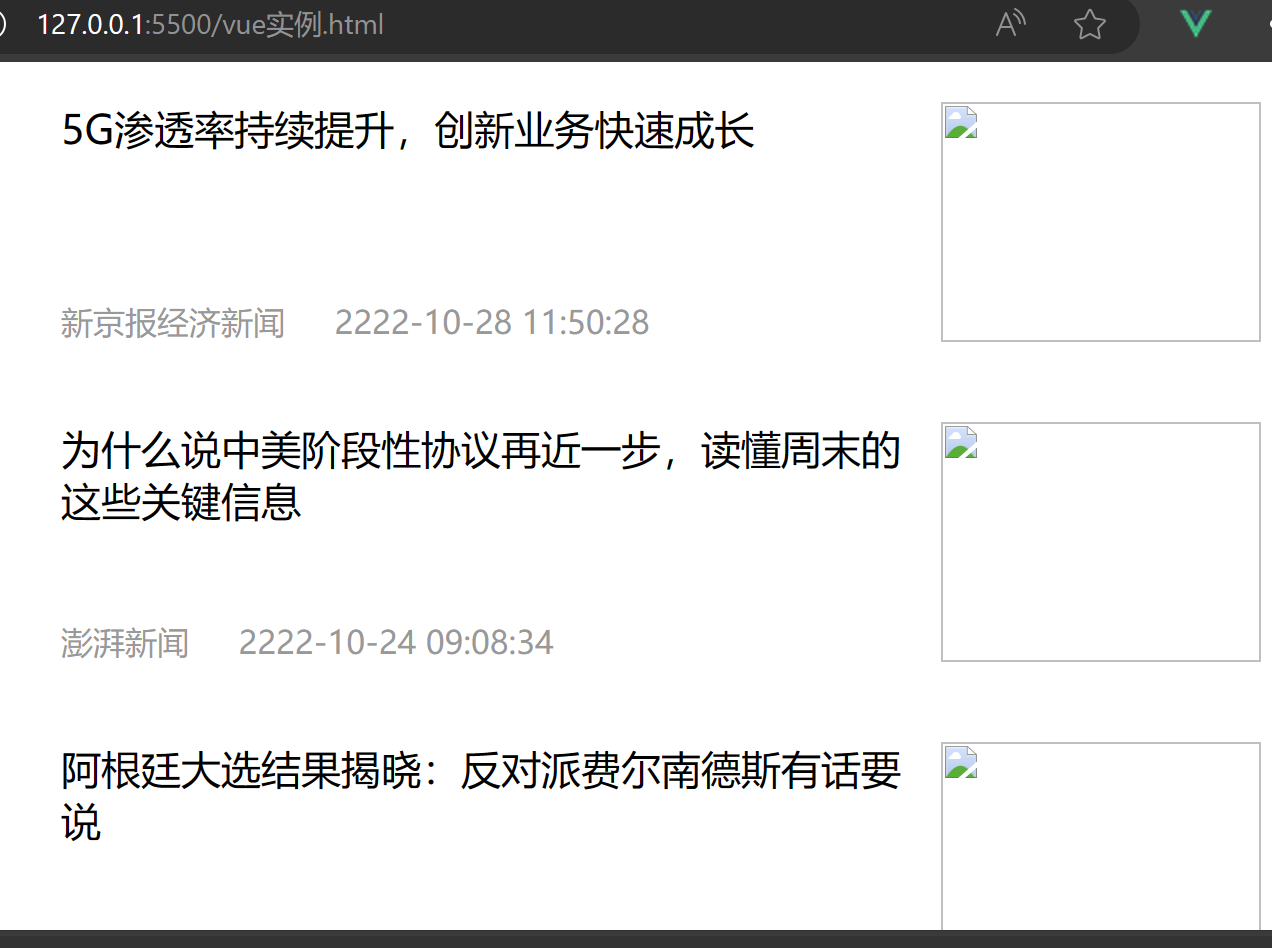 127.0.0.1:5500/vue实例.html
5G渗透率持续提升，创新业务快速成长
新京报经济新闻 2222-10-28 11:50:28
为什么说中美阶段性协议再近一步，读懂周末的
这些关键信息
澎湃新闻 2222-10-24 09:08:34
阿根廷大选结果揭晓：反对派费尔南德斯有话要
说